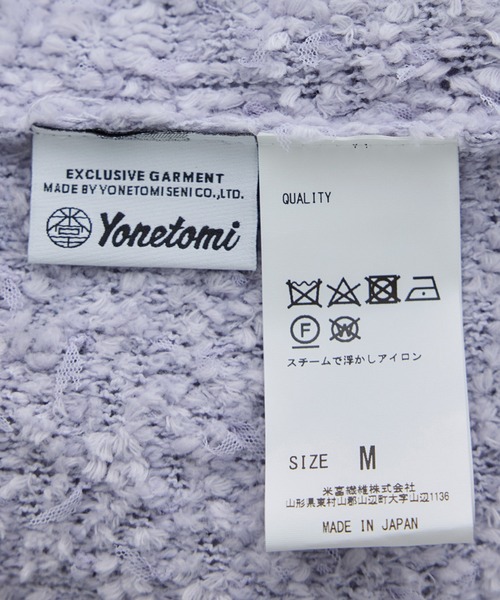 EXCLUSIVE GARMENT
MADE BY YONETOMI SENI CO.,LTD.
Yonetomi
QUALITY
F W
スチームで浮かしアイロン
SIZE M
米富繊維株式会社
山形県東村山郡山辺町大字山辺1136
MADE IN JAPAN